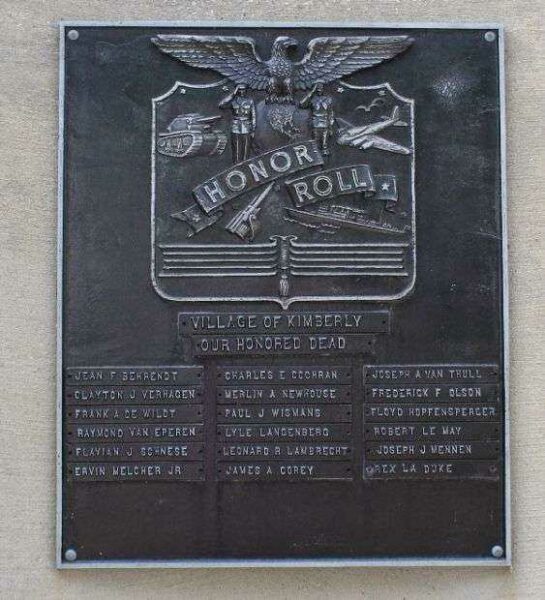 HONOR
ROLL
VILLAGE OF KIMBERLY
OUR HONORED DEAD
JEAN F BEHRENDT
CLAYTON J VERHAGEN
FRANK A DE WILDT
RAYMOND VAN EPEREN
FLAVIAN J SCHNESE
ERVIN MELCHER JR
CHARLES E COCHRAN
MERLIN A NEWHOUSE
PAUL J WISMANS
LYLE LANGENBERG
LEONARD R LAMBRECHT
JAMES A COREY
JOSEPH A VAN THULL
FREDERICK F OLSON
FLOYD HOPFENSPERGER
ROBERT LE MAY
JOSEPH J MENNEN
REX LA DUKE